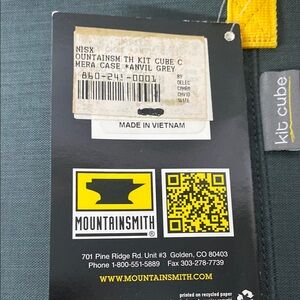 NISX
OUNTAINSM TH KIT CUBE C
MERA CASE *ANVIL GREY
860-241-0001
MADE IN VIETNAM
kit cube
MOUNTAINSMITH
701 Pine Ridge Rd. Unit #3 Golden, CO 80403
Phone 1-800-551-5889 Fax 303-278-7739
WWW.MOUNTAINSMITH.COM
printed on recycled paper